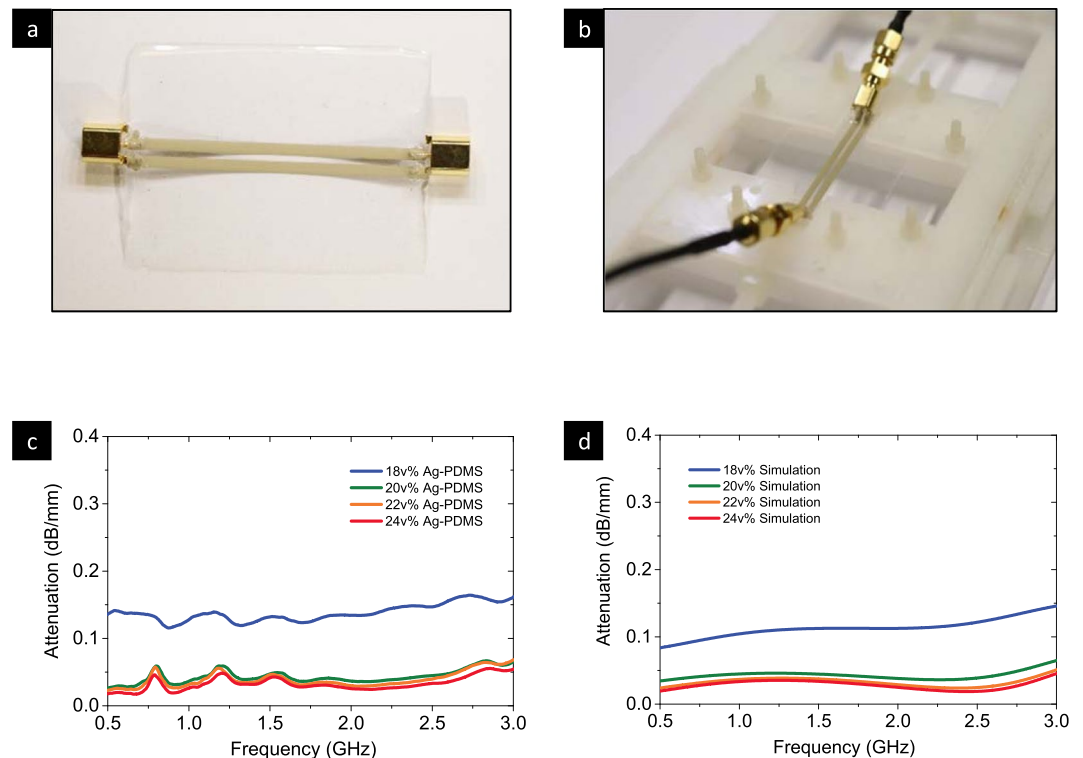 a
b
c
0.4
0.3
0.2
0.1
0.0
Attenuation (dB/mm)
18v% Ag-PDMS
20v% Ag-PDMS
22v% Ag-PDMS
24v% Ag-PDMS
0.5 1.0 1.5 2.0 2.5 3.0
Frequency (GHz)
d
0.4
0.3
0.2
0.1
0.0
Attenuation (dB/mm)
18v% Simulation
20v% Simulation
22v% Simulation
24v% Simulation
0.5 1.0 1.5 2.0 2.5 3.0
Frequency (GHz)